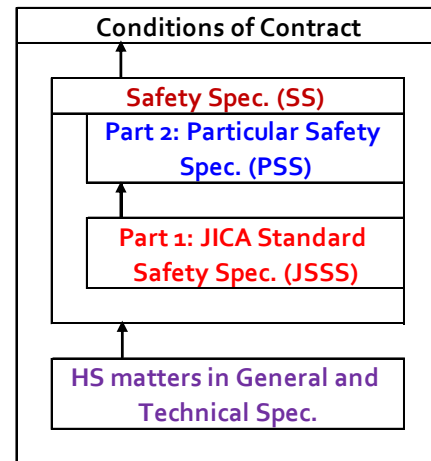 Conditions of Contract
Safety Spec. (SS)
Part 2: Particular Safety
Spec. (PSS)
Part 1: JICA Standard
Safety Spec. (JSSS)
HS matters in General and
Technical Spec.